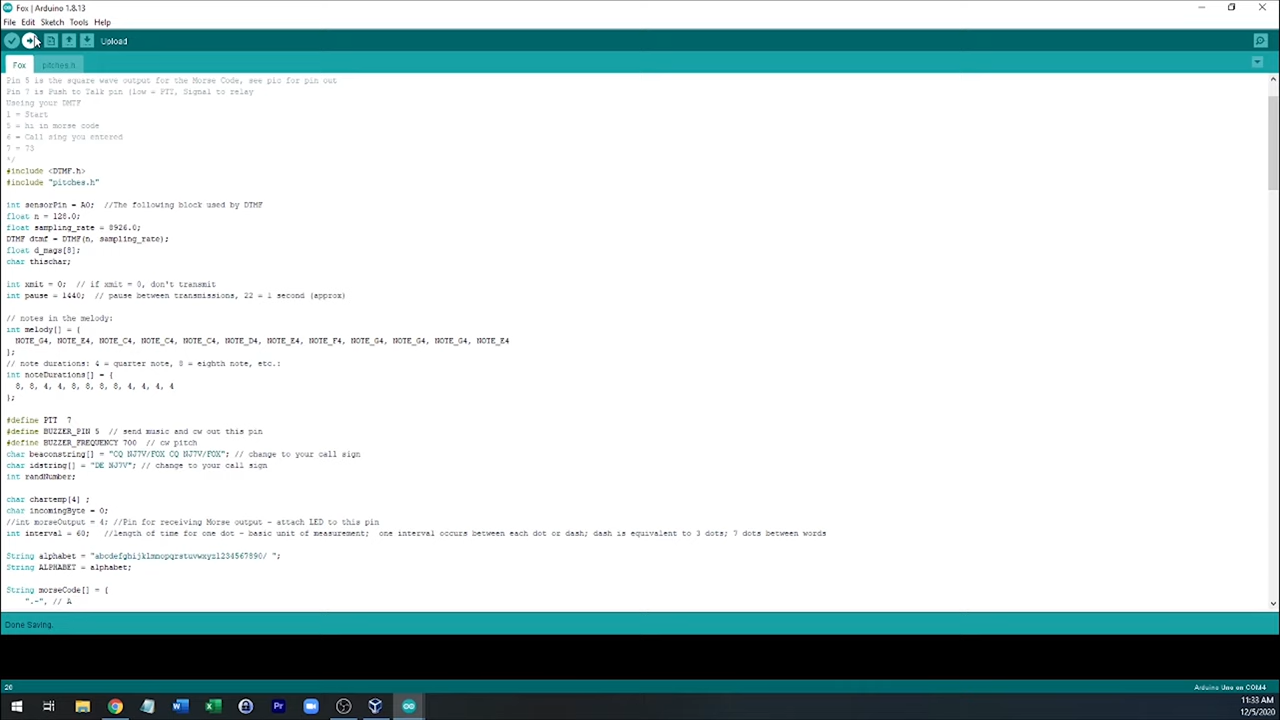 Fox | Arduino 1.8.13
File Edit Sketch Tools Help
Upload
Fox pitches.h
Pin 5 is the square wave output for the Morse Code, see pic for pin out
Pin 7 is Push to Talk pin (low = PTT, Signal to relay
Useing your DMTF
1 = Start
5 = hi in morse code
6 = Call sing you entered
7 = 73
*/
#include <DTMF.h>
#include "pitches.h"
int sensorPin = A0; //The following block used by DTMF
float n = 128.0;
float sampling_rate = 8926.0;
DTMF dtmf = DTMF(n, sampling_rate);
float d_mags[8];
char thischar;
int xmit = 0; // if xmit = 0, don't transmit
int pause = 1440; // pause between transmissions, 22 = 1 second (approx)
// notes in the melody:
int melody[] = {
NOTE_G4, NOTE_E4, NOTE_C4, NOTE_C4, NOTE_C4, NOTE_D4, NOTE_E4, NOTE_F4, NOTE_G4, NOTE_G4, NOTE_G4, NOTE_E4
};
// note durations: 4 = quarter note, 8 = eighth note, etc.:
int noteDurations[] = {
8, 8, 4, 4, 8, 8, 8, 8, 4, 4, 4, 4
};
#define PTT 7
#define BUZZER_PIN 5 // send music and cw out this pin
#define BUZZER_FREQUENCY 700 // cw pitch
char beaconstring[] = "CQ NJ7V/FOX CQ NJ7V/FOX"; // change to your call sign
char idstring[] = "DE NJ7V"; // change to your call sign
int randNumber;
char chartemp[4] ;
char incomingByte = 0;
//int morseOutput = 4; //Pin for receiving Morse output - attach LED to this pin
int interval = 60; //length of time for one dot - basic unit of measurement; one interval occurs between each dot or dash; dash is equivalent to 3 dots; 7 dots between words
String alphabet = "abcdefghijklmnopqrstuvwxyz1234567890/ ";
String ALPHABET = alphabet;
String morseCode[] = {
".-", // A
Done Saving.
20 Arduino Uno on COM4
11:33 AM
12/5/2020